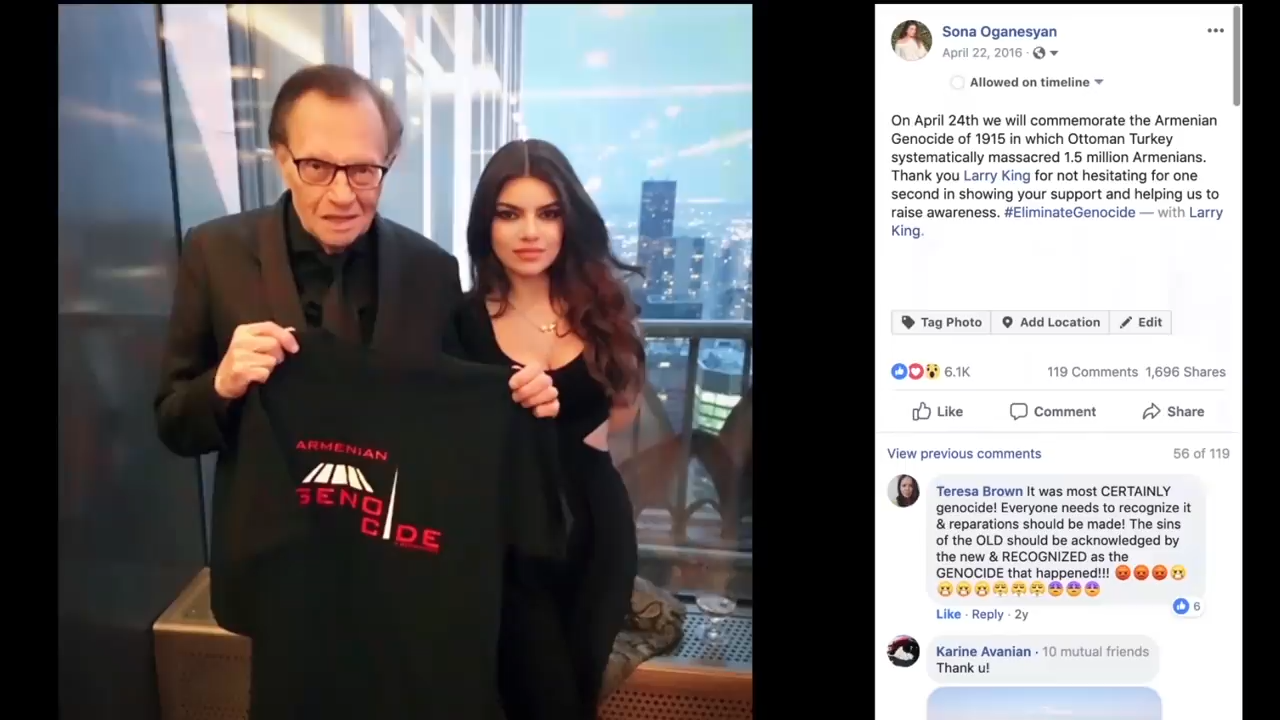 ARMENIAN
GENO
CIDE
Sona Oganesyan
April 22, 2016 ·
Allowed on timeline
On April 24th we will commemorate the Armenian
Genocide of 1915 in which Ottoman Turkey
systematically massacred 1.5 million Armenians.
Thank you Larry King for not hesitating for one
second in showing your support and helping us to
raise awareness. #EliminateGenocide — with Larry
King.
Tag Photo Add Location Edit
6.1K 119 Comments 1,696 Shares
Like Comment Share
View previous comments 56 of 119
Teresa Brown It was most CERTAINLY
genocide! Everyone needs to recognize it
& reparations should be made! The sins
of the OLD should be acknowledged by
the new & RECOGNIZED as the
GENOCIDE that happened!!! 😡😡😡😷
😷😷😷😤😤😤😈😈😈
6
Like · Reply · 2y
Karine Avanian · 10 mutual friends
Thank u!